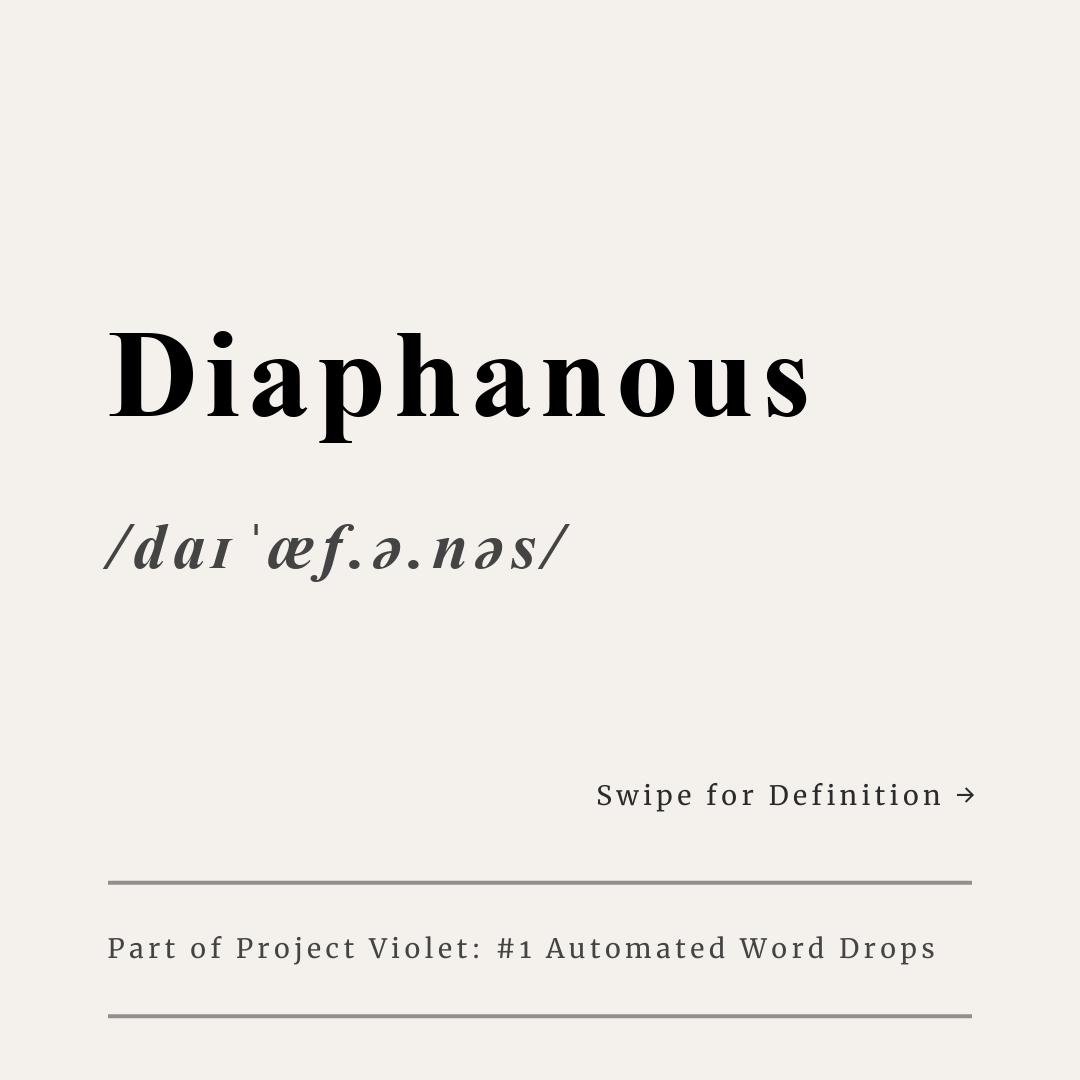 Diaphanous
/daɪˈæf.ə.nəs/
Swipe for Definition →
Part of Project Violet: #1 Automated Word Drops